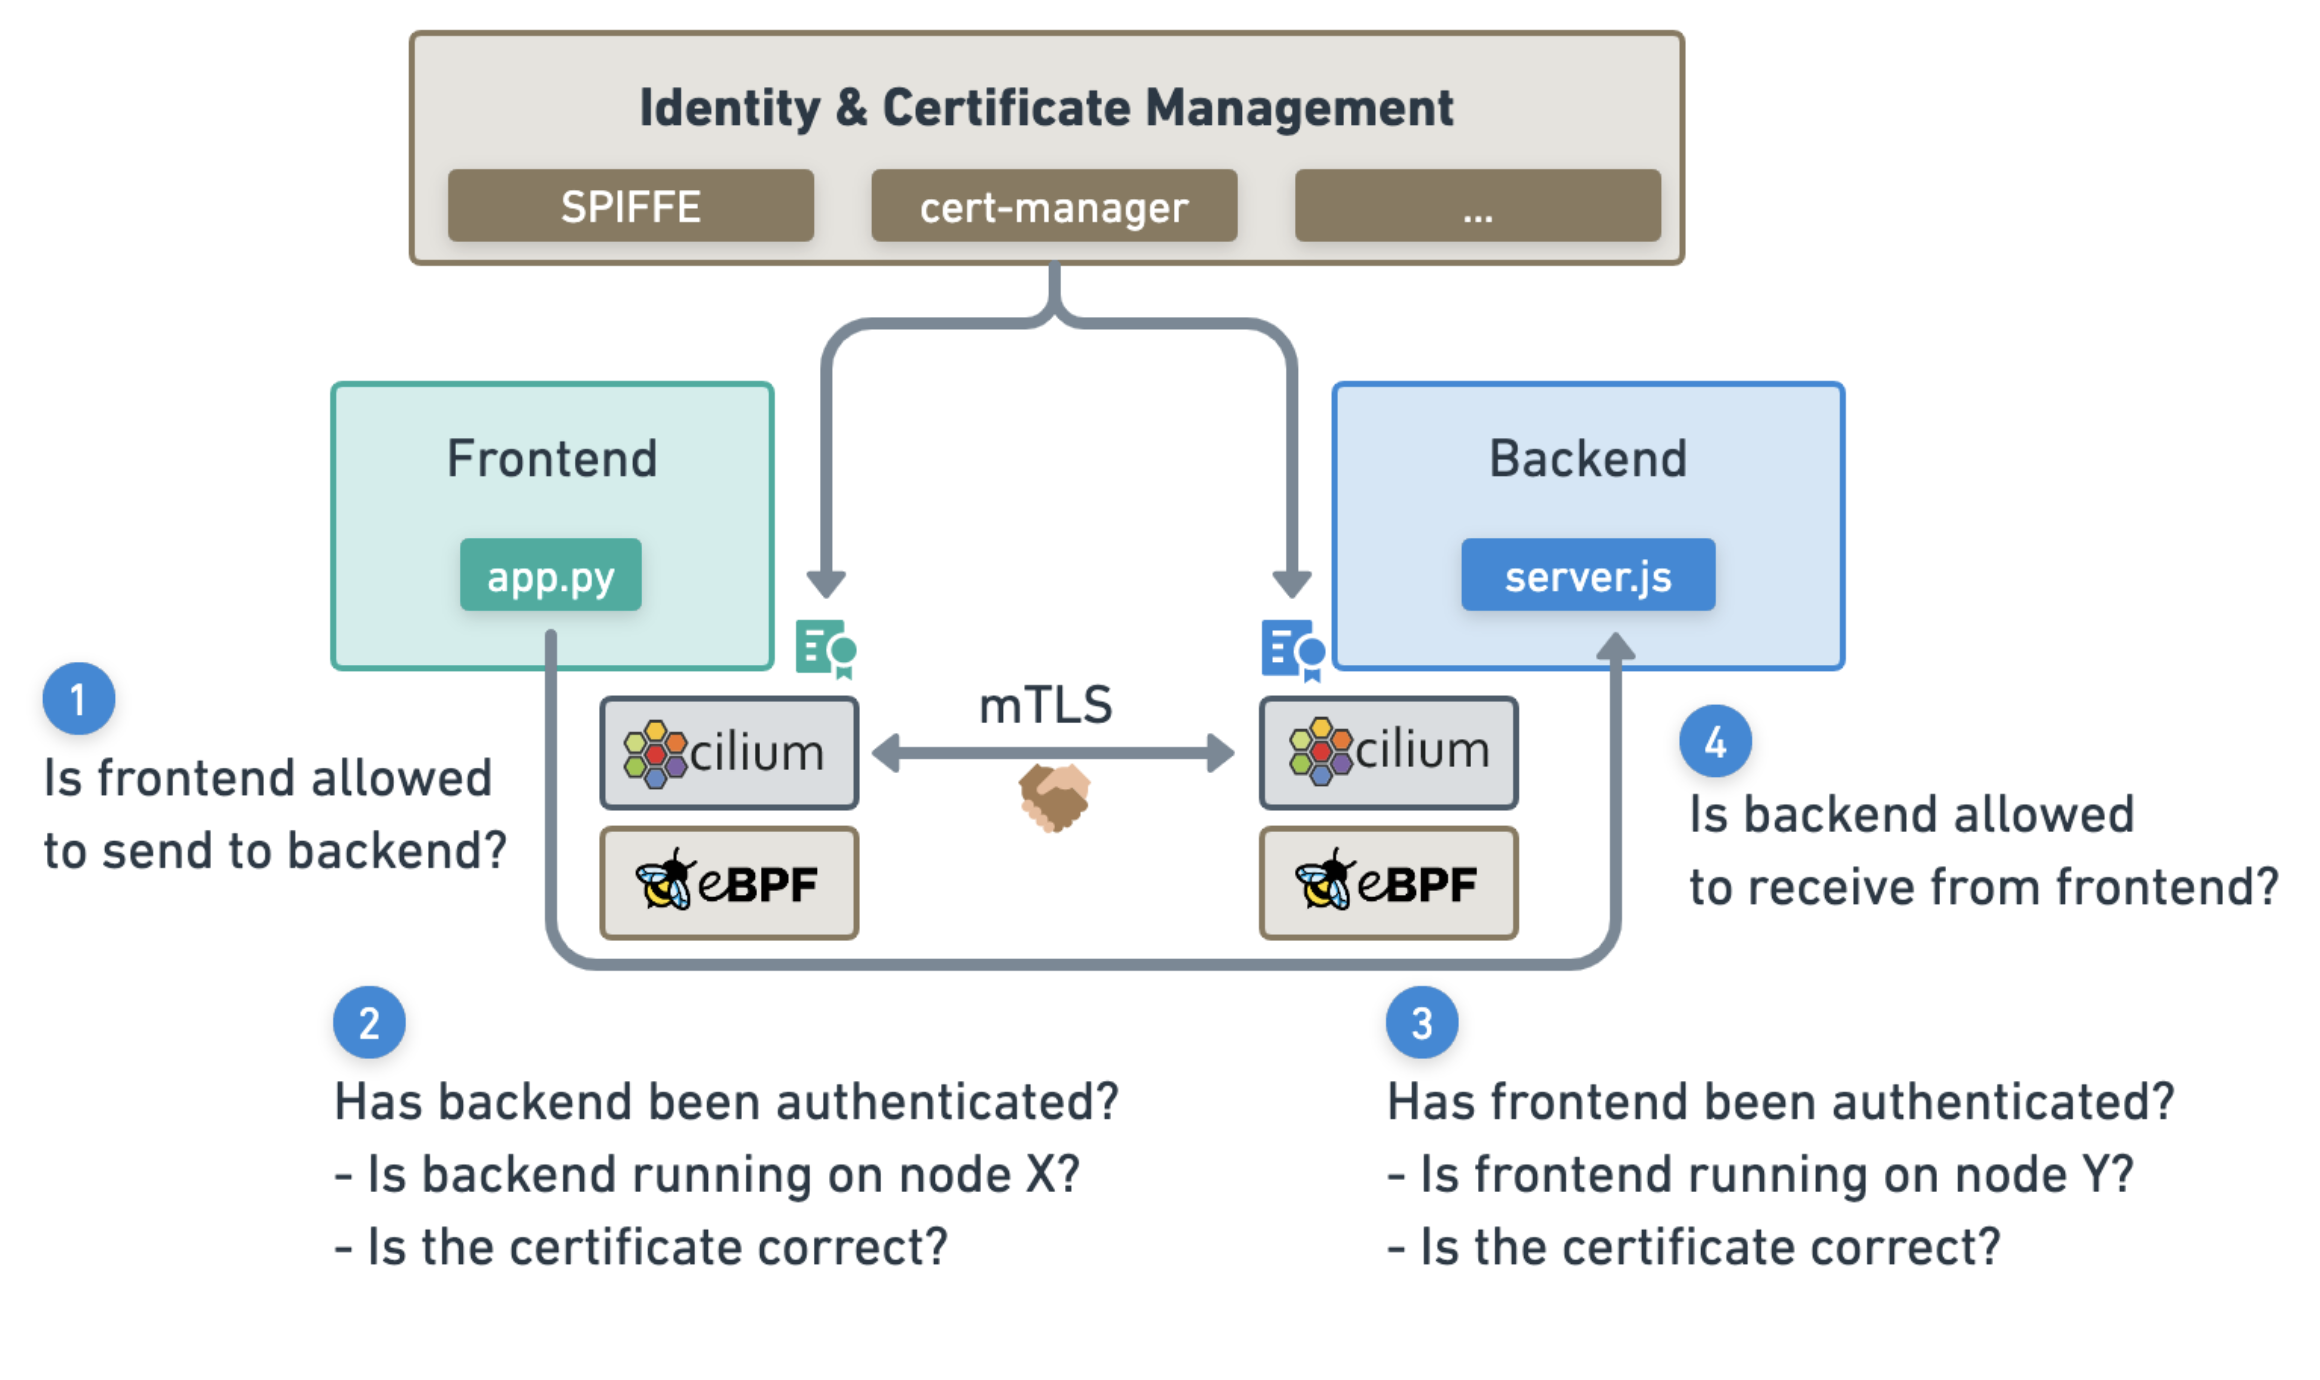 Identity & Certificate Management
SPIFFE
cert-manager
...
Frontend
app.py
Backend
server.js
1
Is frontend allowed
to send to backend?
cilium
mTLS
cilium
eBPF
eBPF
4
Is backend allowed
to receive from frontend?
2
Has backend been authenticated?
- Is backend running on node X?
- Is the certificate correct?
3
Has frontend been authenticated?
- Is frontend running on node Y?
- Is the certificate correct?